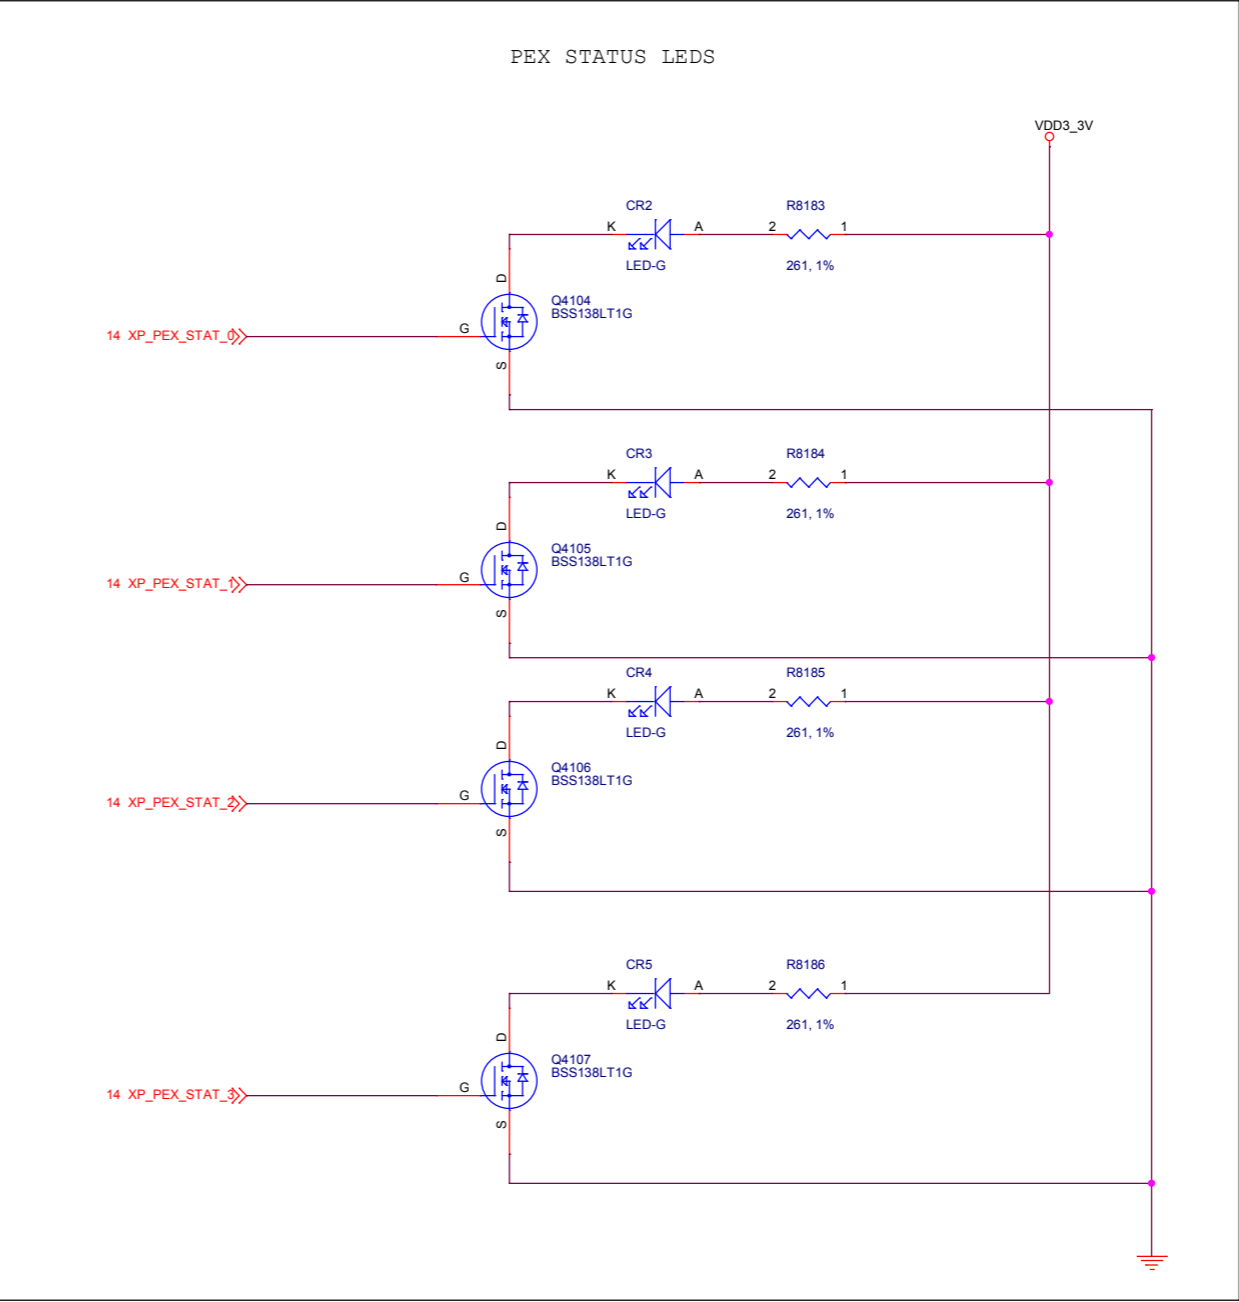 PEX STATUS LEDS
VDD3_3V
CR2 R8183
K A 2 1
LED-G 261, 1%
D
Q4104
BSS138LT1G
14 XP_PEX_STAT_0 G
S
CR3 R8184
K A 2 1
LED-G 261, 1%
D
Q4105
BSS138LT1G
14 XP_PEX_STAT_1 G
S
CR4 R8185
K A 2 1
LED-G 261, 1%
D
Q4106
BSS138LT1G
14 XP_PEX_STAT_2 G
S
CR5 R8186
K A 2 1
LED-G 261, 1%
D
Q4107
BSS138LT1G
14 XP_PEX_STAT_3 G
S